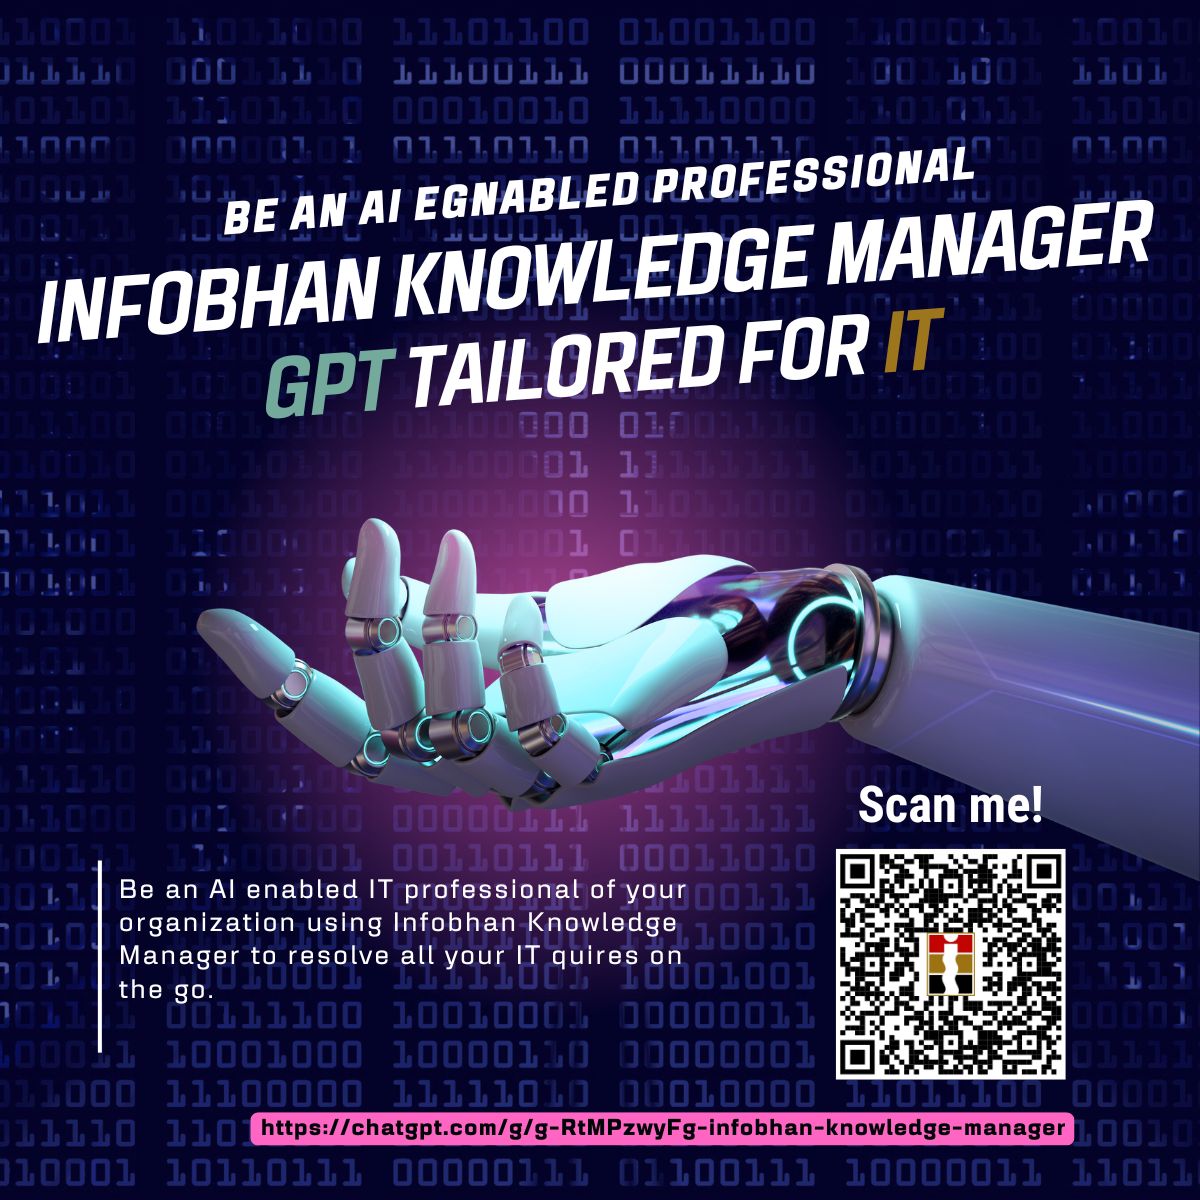 BE AN AI EGNABLED PROFESSIONAL
INFOBHAN KNOWLEDGE MANAGER
GPT TAILORED FOR IT
Scan me!
Be an AI enabled IT professional of your
organization using Infobhan Knowledge
Manager to resolve all your IT quires on
the go.
https://chatgpt.com/g/g-RtMPzwyFg-infobhan-knowledge-manager